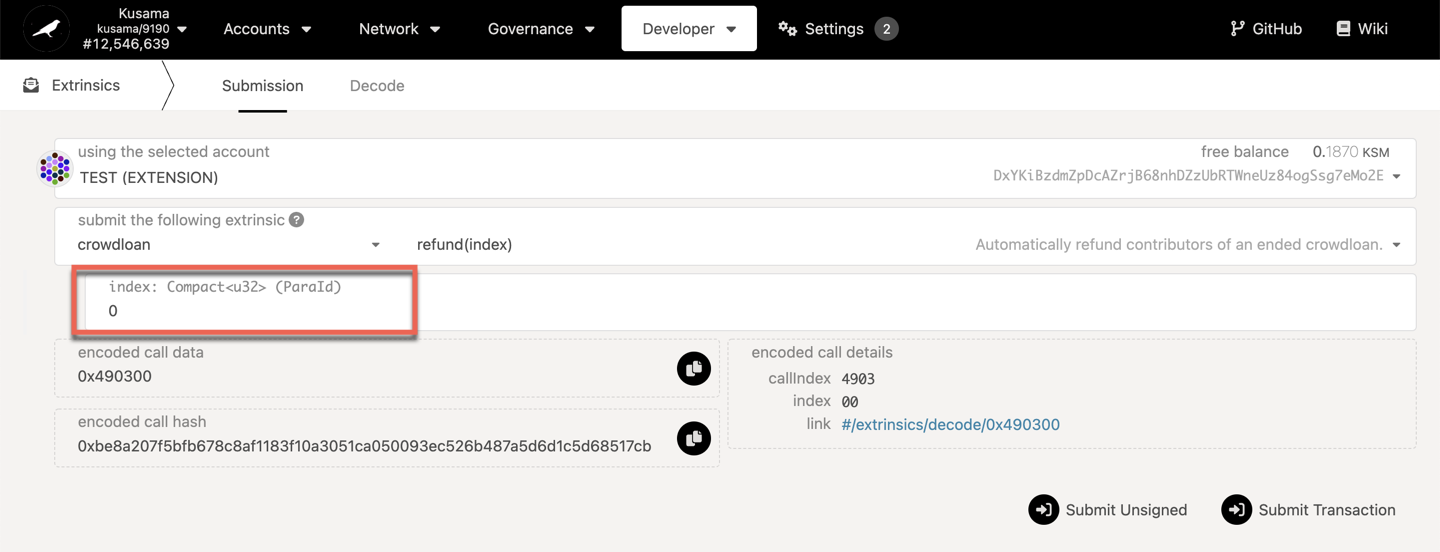 Kusama
kusama/9190
#12,546,639
Accounts
Network
Governance
Developer
Settings
2
GitHub
Wiki
Extrinsics
Submission
Decode
using the selected account
free balance 0.1870 KSM
TEST (EXTENSION)
DxYKiBzdmZpDcAZrjB68nhDZzUbRTWneUz84ogSsg7eMo2E
submit the following extrinsic ?
crowdloan
refund(index)
Automatically refund contributors of an ended crowdloan.
index: Compact<u32> (ParaId)
0
encoded call data
0x490300
encoded call details
callIndex 4903
index 00
link #/extrinsics/decode/0x490300
encoded call hash
0xbe8a207f5bfb678c8af1183f10a3051ca050093ec526b487a5d6d1c5d68517cb
Submit Unsigned
Submit Transaction